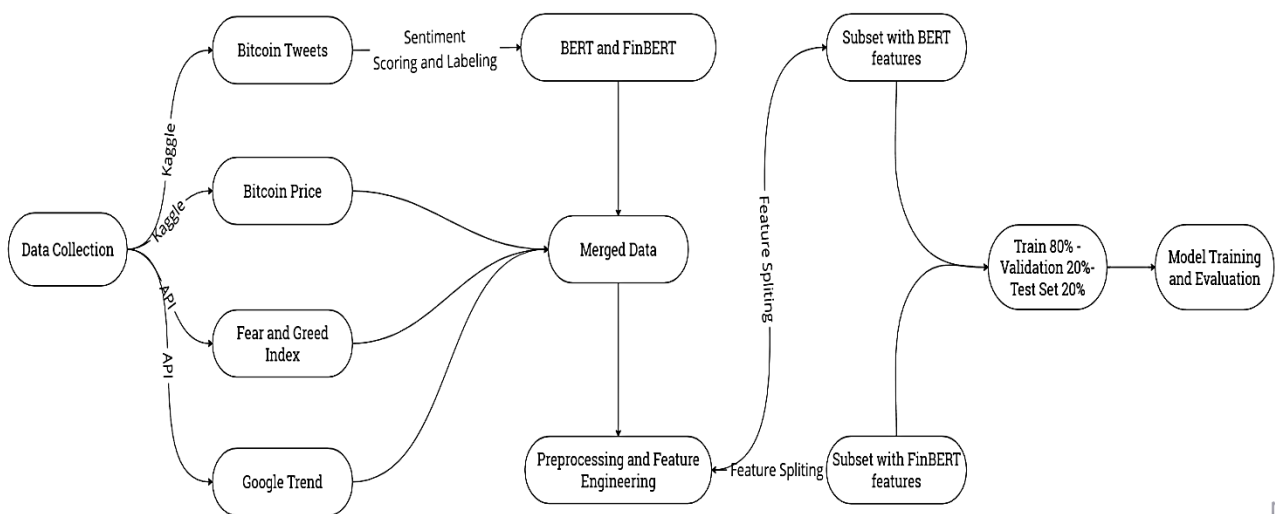 Data Collection
Kaggle
Kaggle
API
API
Bitcoin Tweets
Bitcoin Price
Fear and Greed
Index
Google Trend
Sentiment
Scoring and Labeling
BERT and FinBERT
Merged Data
Preprocessing and Feature
Engineering
Feature Spliting
Feature Spliting
Subset with BERT
features
Subset with FinBERT
features
Train 80% -
Validation 20%-
Test Set 20%
Model Training
and Evaluation